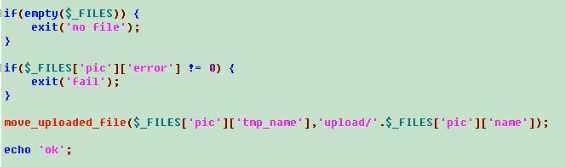 if(empty($_FILES)) {
exit('no file');
}
if($_FILES['pic']['error'] != 0) {
exit('fail');
}
move_uploaded_file($_FILES['pic']['tmp_name'],'upload/'.$_FILES['pic']['name']);
echo 'ok';